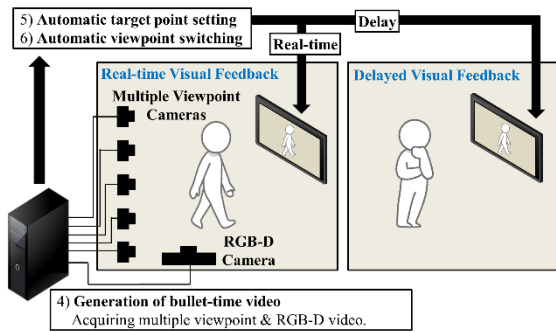 5) Automatic target point setting
6) Automatic viewpoint switching
Delay
Real-time
Real-time Visual Feedback
Delayed Visual Feedback
Multiple Viewpoint
Cameras
RGB-D
Camera
4) Generation of bullet-time video
Acquiring multiple viewpoint & RGB-D video.